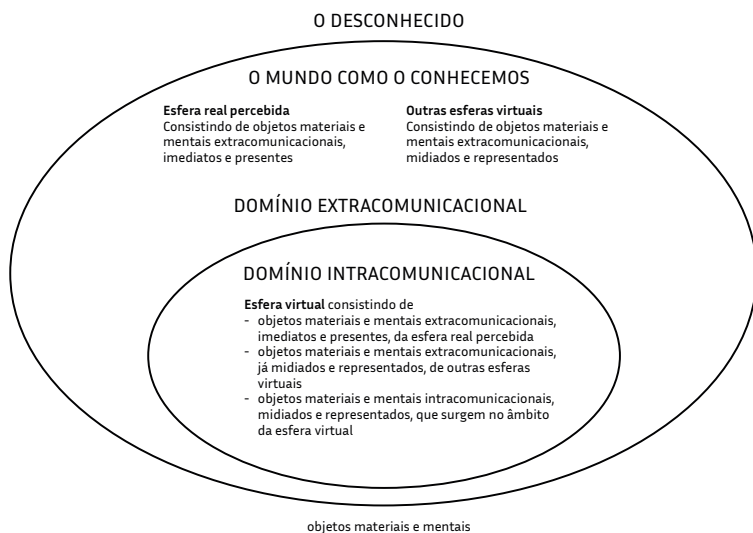 O DESCONHECIDO
O MUNDO COMO O CONHECEMOS
Esfera real percebida
Consistindo de objetos materiais e
mentais extracomunicacionais,
imediatos e presentes
Outras esferas virtuais
Consistindo de objetos materiais e
mentais extracomunicacionais,
midiados e representados
DOMÍNIO EXTRACOMUNICACIONAL
DOMÍNIO INTRACOMUNICACIONAL
Esfera virtual consistindo de
- objetos materiais e mentais extracomunicacionais,
imediatos e presentes, da esfera real percebida
- objetos materiais e mentais extracomunicacionais,
já midiados e representados, de outras esferas
virtuais
- objetos materiais e mentais intracomunicacionais,
midiados e representados, que surgem no âmbito
da esfera virtual
objetos materiais e mentais